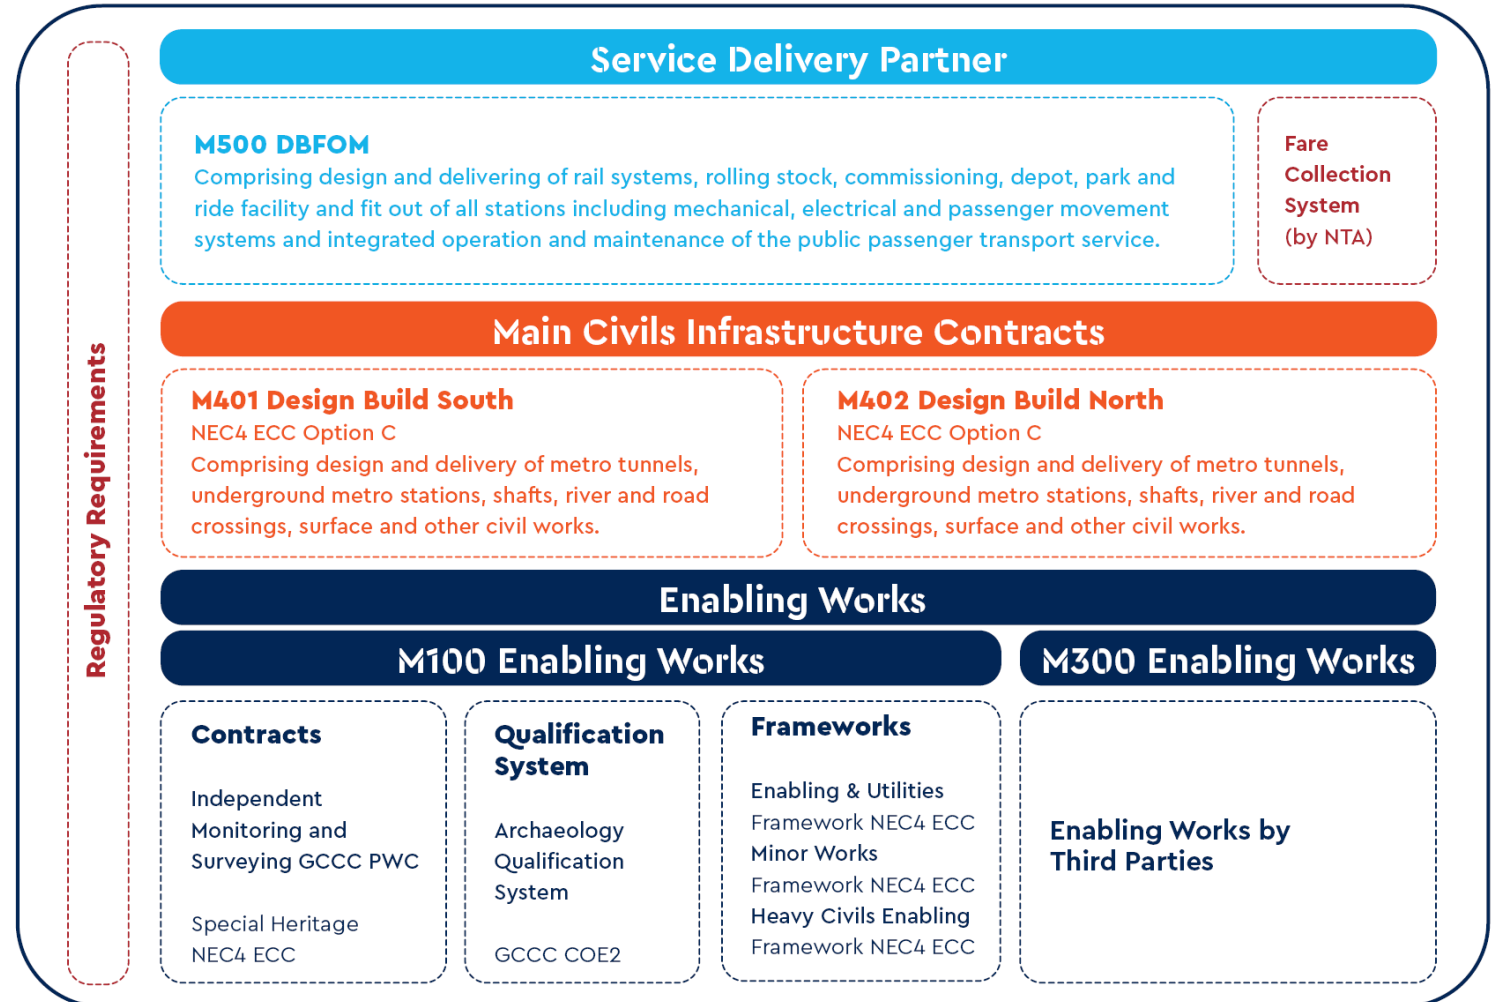 Regulatory Requirements
Service Delivery Partner
M500 DBFOM
Comprising design and delivering of rail systems, rolling stock, commissioning, depot, park and
ride facility and fit out of all stations including mechanical, electrical and passenger movement
systems and integrated operation and maintenance of the public passenger transport service.
Fare
Collection
System
(by NTA)
Main Civils Infrastructure Contracts
M401 Design Build South
NEC4 ECC Option C
Comprising design and delivery of metro tunnels,
underground metro stations, shafts, river and road
crossings, surface and other civil works.
M402 Design Build North
NEC4 ECC Option C
Comprising design and delivery of metro tunnels,
underground metro stations, shafts, river and road
crossings, surface and other civil works.
Enabling Works
M100 Enabling Works
Contracts
Independent
Monitoring and
Surveying GCCC PWC
Special Heritage
NEC4 ECC
Qualification
System
Archaeology
Qualification
System
GCCC COE2
Frameworks
Enabling & Utilities
Framework NEC4 ECC
Minor Works
Framework NEC4 ECC
Heavy Civils Enabling
Framework NEC4 ECC
M300 Enabling Works
Enabling Works by
Third Parties